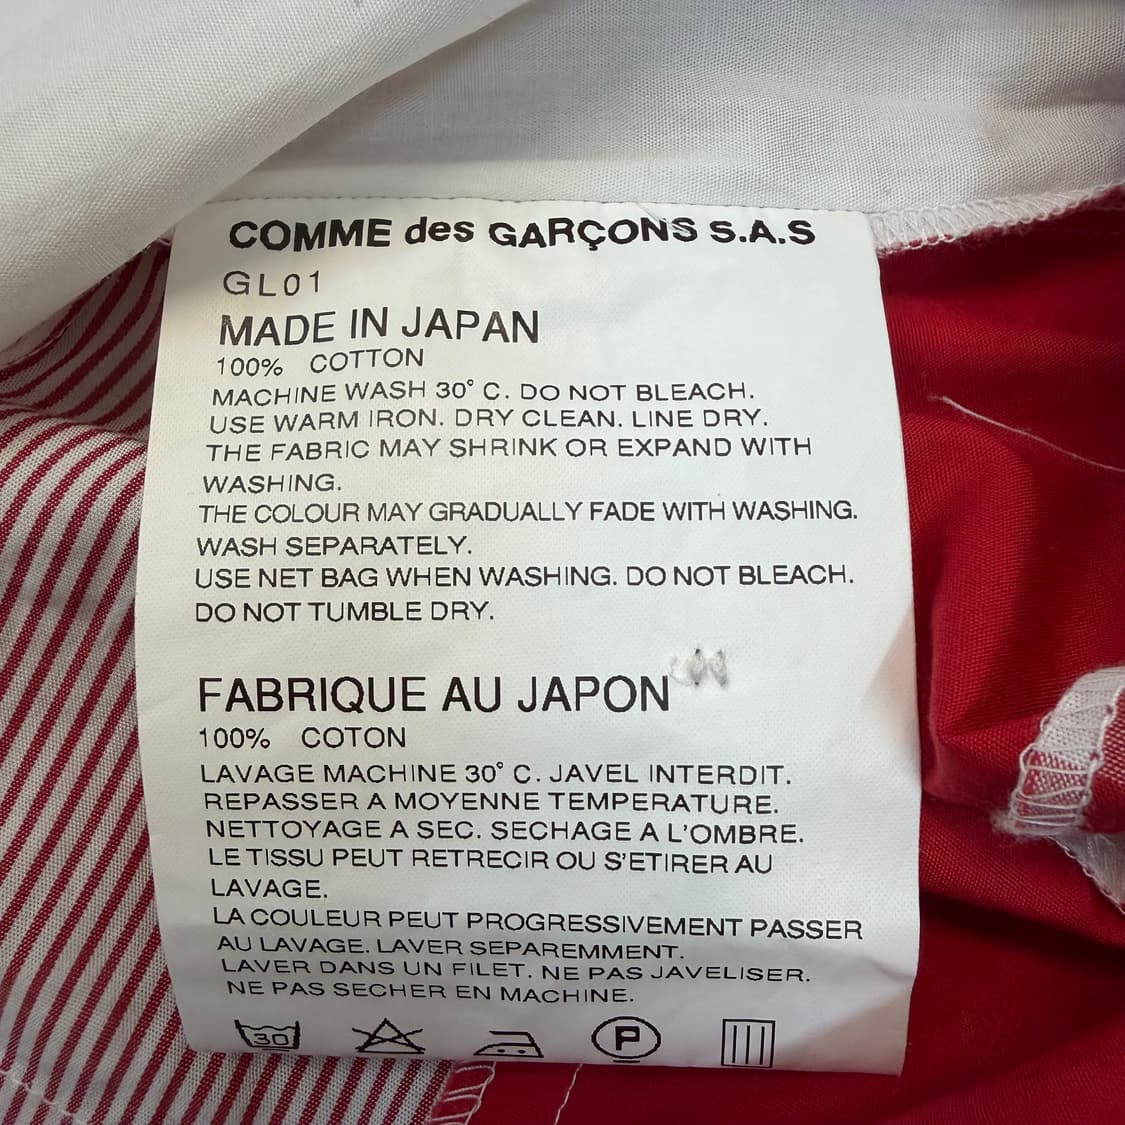 COMME des GARÇONS S.A.S
GL01
MADE IN JAPAN
100% COTTON
MACHINE WASH 30° C. DO NOT BLEACH.
USE WARM IRON. DRY CLEAN. LINE DRY.
THE FABRIC MAY SHRINK OR EXPAND WITH
WASHING.
THE COLOUR MAY GRADUALLY FADE WITH WASHING.
WASH SEPARATELY.
USE NET BAG WHEN WASHING. DO NOT BLEACH.
DO NOT TUMBLE DRY.
FABRIQUE AU JAPON
100% COTON
LAVAGE MACHINE 30° C. JAVEL INTERDIT.
REPASSER A MOYENNE TEMPERATURE.
NETTOYAGE A SEC. SECHAGE A L'OMBRE.
LE TISSU PEUT RETRECIR OU S'ETIRER AU
LAVAGE.
LA COULEUR PEUT PROGRESSIVEMENT PASSER
AU LAVAGE. LAVER SEPAREMMENT.
LAVER DANS UN FILET. NE PAS JAVELISER.
NE PAS SECHER EN MACHINE.
30 P